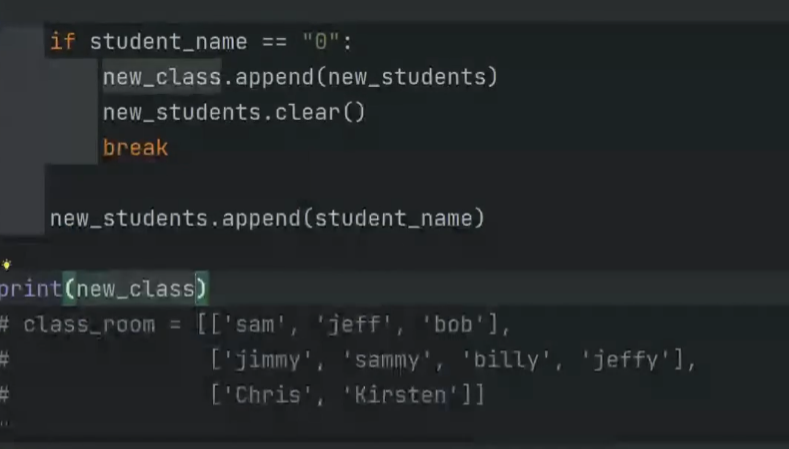 if student_name == "0":
new_class.append(new_students)
new_students.clear()
break
new_students.append(student_name)
print(new_class)
# class_room = [['sam', 'jeff', 'bob'],
# ['jimmy', 'sammy', 'billy', 'jeffy'],
# ['Chris', 'Kirsten']]